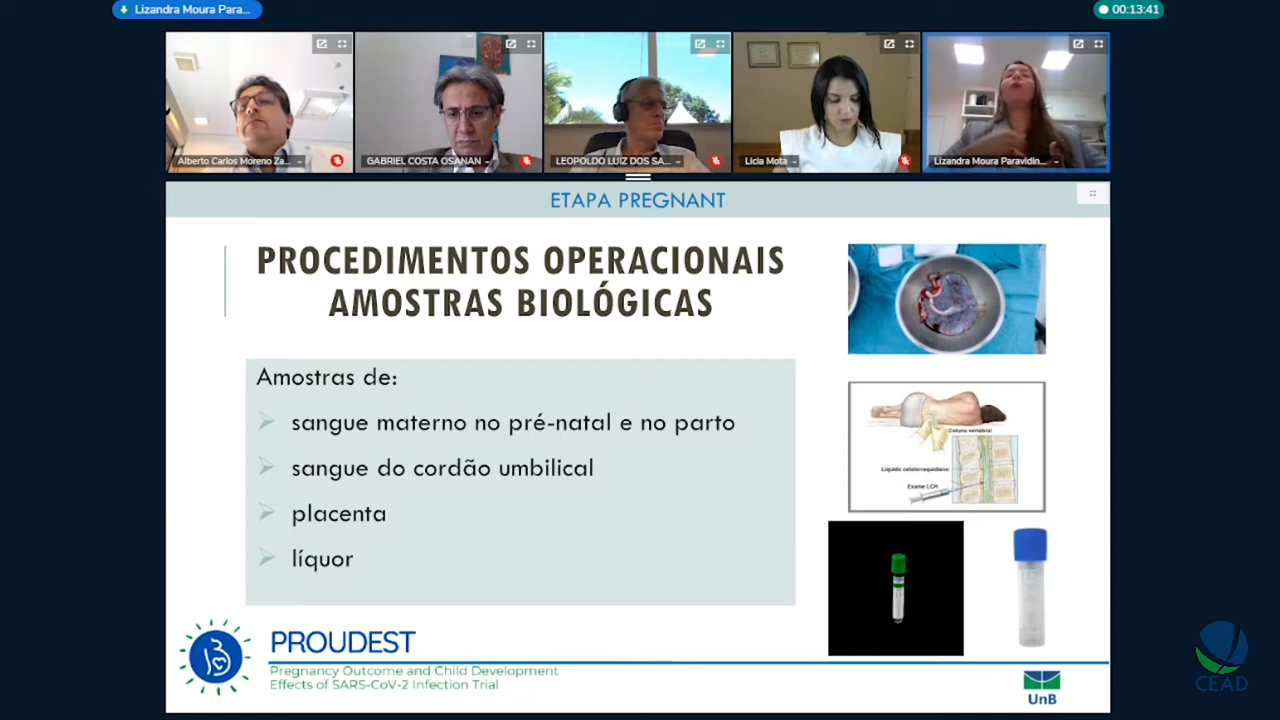 Lizandra Moura Para...
00:13:41
Alberto Carlos Moreno Za...
GABRIEL COSTA OSANAN
LEOPOLDO LUIZ DOS SA...
Licia Mota
Lizandra Moura Paravidin...
ETAPA PREGNANT
PROCEDIMENTOS OPERACIONAIS
AMOSTRAS BIOLÓGICAS
Amostras de:
sangue materno no pré-natal e no parto
sangue do cordão umbilical
placenta
líquor
Coluna vertebral
Líquido cefalorrequidiano
Exame LCR
PROUDEST
Pregnancy Outcome and Child Development
Effects of SARS-CoV-2 Infection Trial
UnB
CEAD